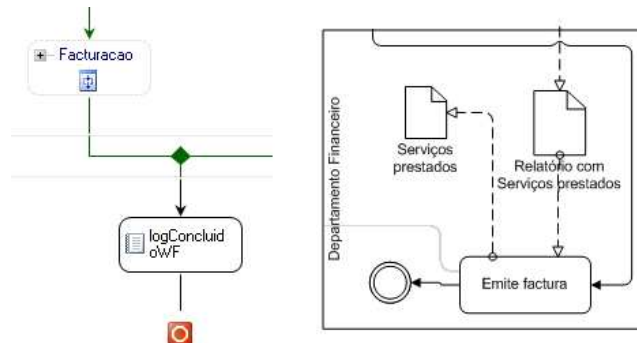 Facturacao
logConcluid
oWF
Departamento Financeiro
Serviços
prestados
Relatório com
Serviços prestados
Emite factura